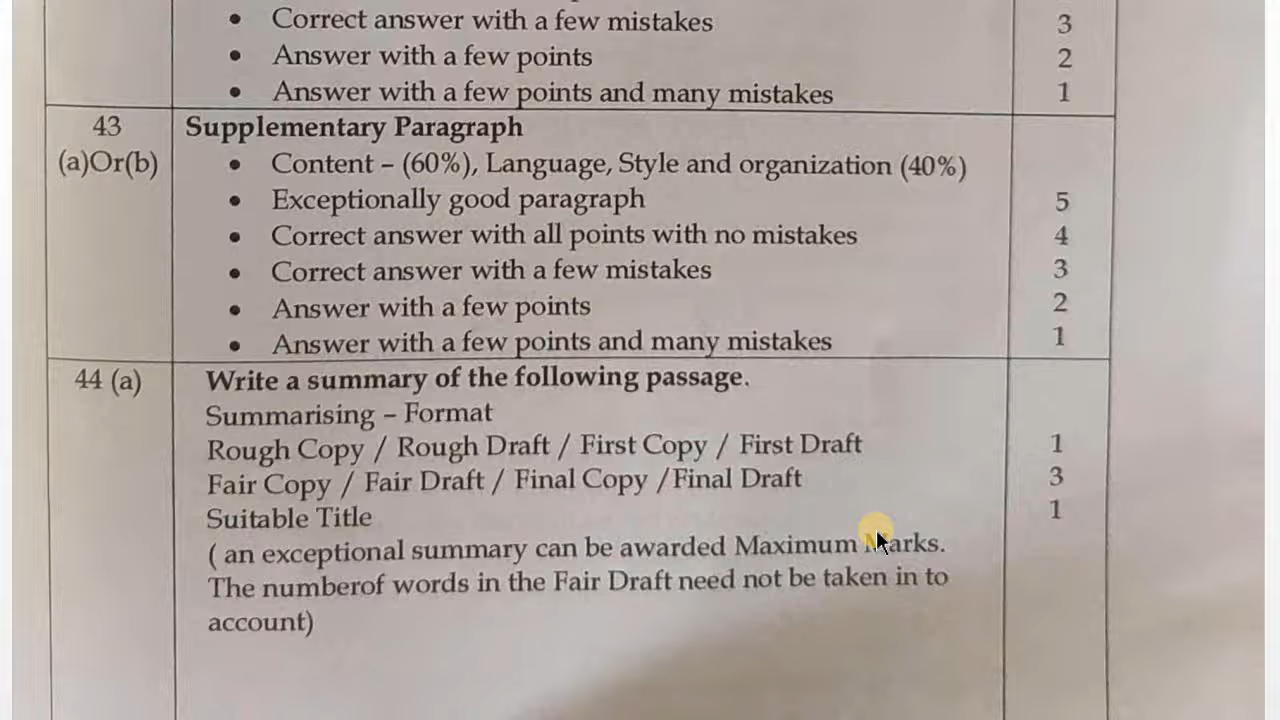 • Correct answer with a few mistakes 3
• Answer with a few points 2
• Answer with a few points and many mistakes 1
43 Supplementary Paragraph
(a)Or(b) • Content – (60%), Language, Style and organization (40%)
• Exceptionally good paragraph 5
• Correct answer with all points with no mistakes 4
• Correct answer with a few mistakes 3
• Answer with a few points 2
• Answer with a few points and many mistakes 1
44 (a) Write a summary of the following passage.
Summarising – Format
Rough Copy / Rough Draft / First Copy / First Draft 1
Fair Copy / Fair Draft / Final Copy /Final Draft 3
Suitable Title 1
( an exceptional summary can be awarded Maximum Marks.
The numberof words in the Fair Draft need not be taken in to
account)